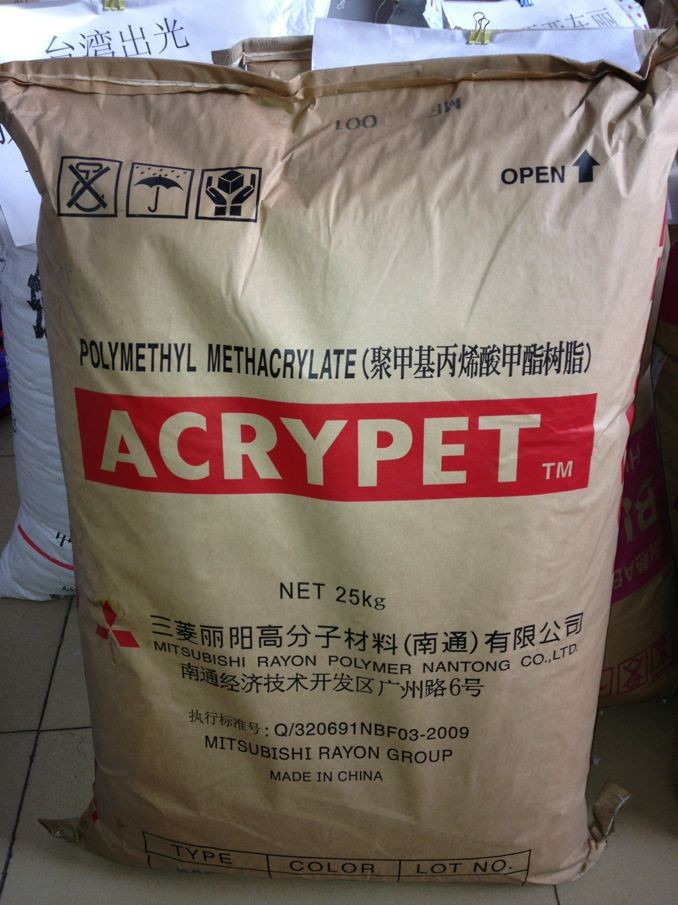 台湾出光
MF 001
OPEN
POLYMETHYL METHACRYLATE (聚甲基丙烯酸甲酯树脂)
ACRYPET TM
NET 25kg
三菱丽阳高分子材料(南通)有限公司
MITSUBISHI RAYON POLYMER NANTONG CO.,LTD.
南通经济技术开发区广州路6号
执行标准号:Q/320691NBF03-2009
MITSUBISHI RAYON GROUP
MADE IN CHINA
TYPE COLOR LOT NO.